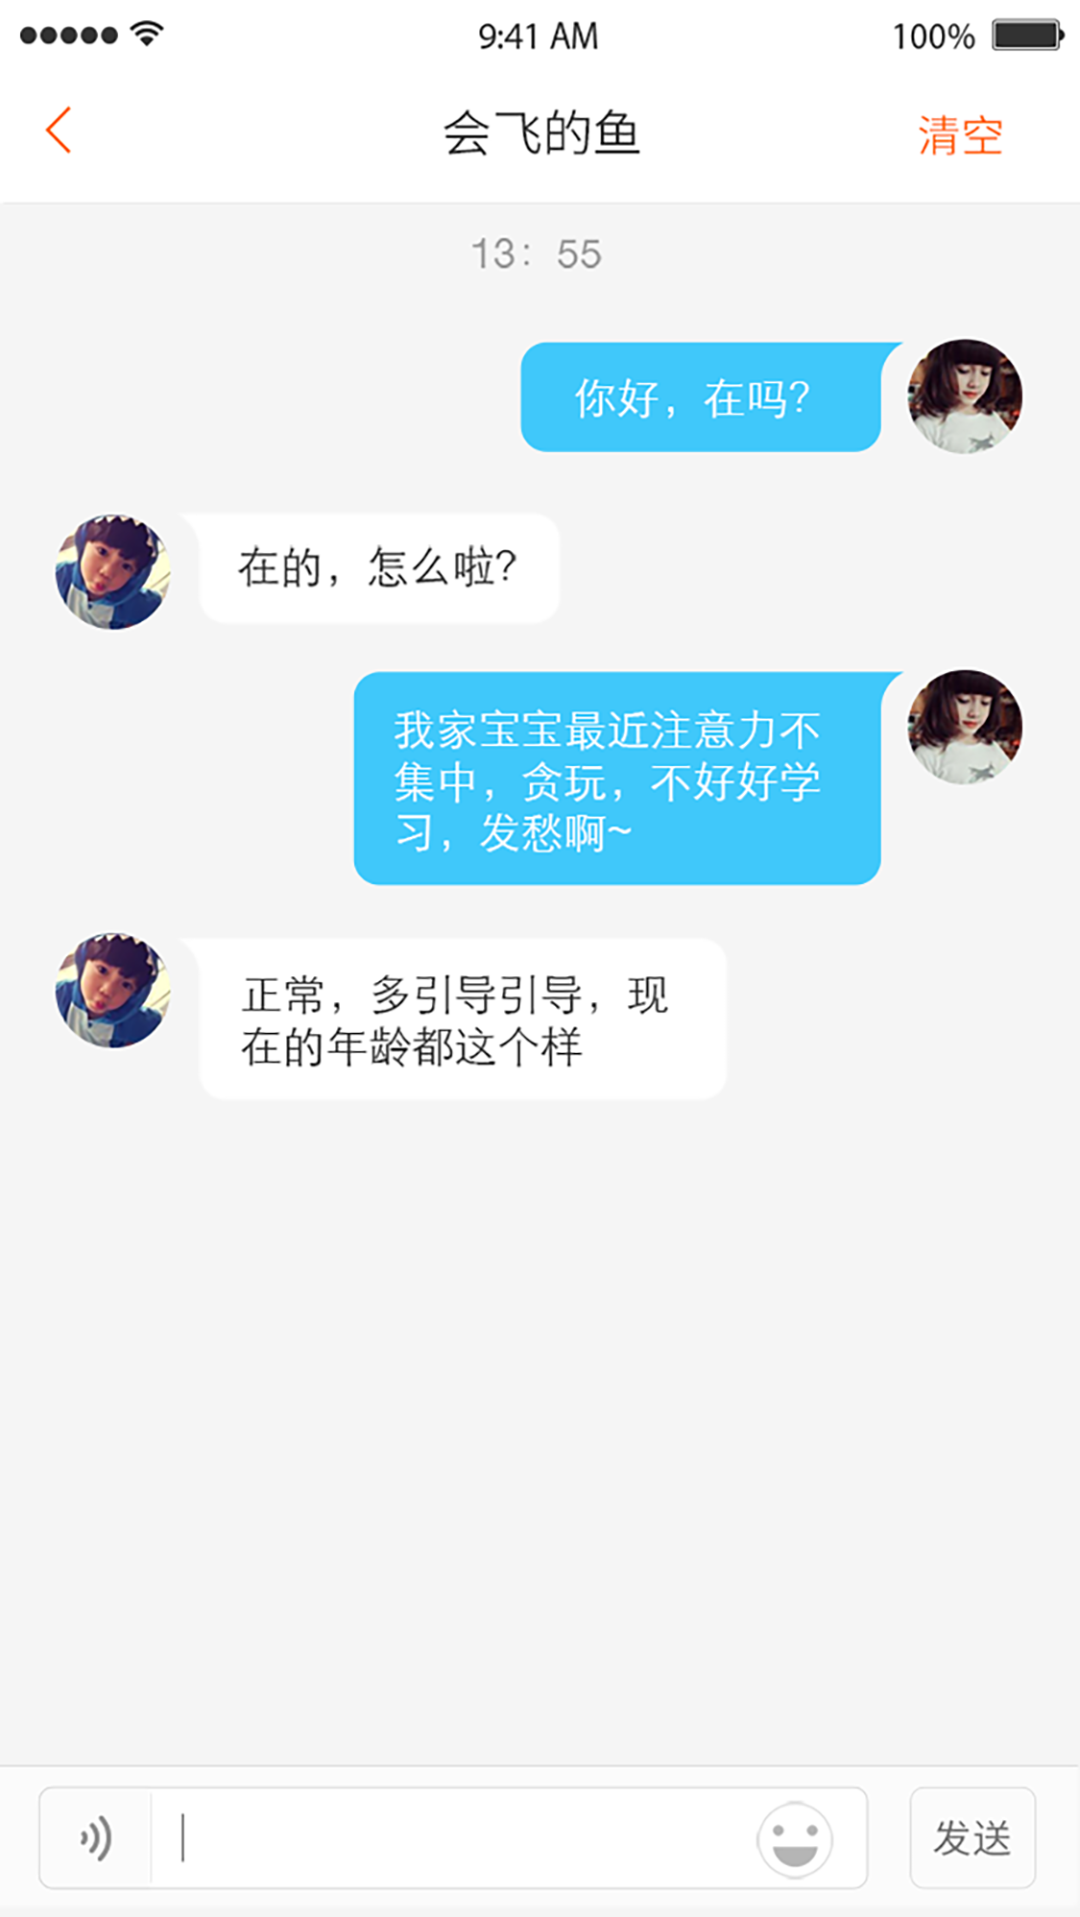 9:41 AM
100%
会飞的鱼
清空
13: 55
你好，在吗?
在的，怎么啦?
我家宝宝最近注意力不
集中，贪玩，不好好学
习，发愁啊~
正常，多引导引导，现
在的年龄都这个样
发送